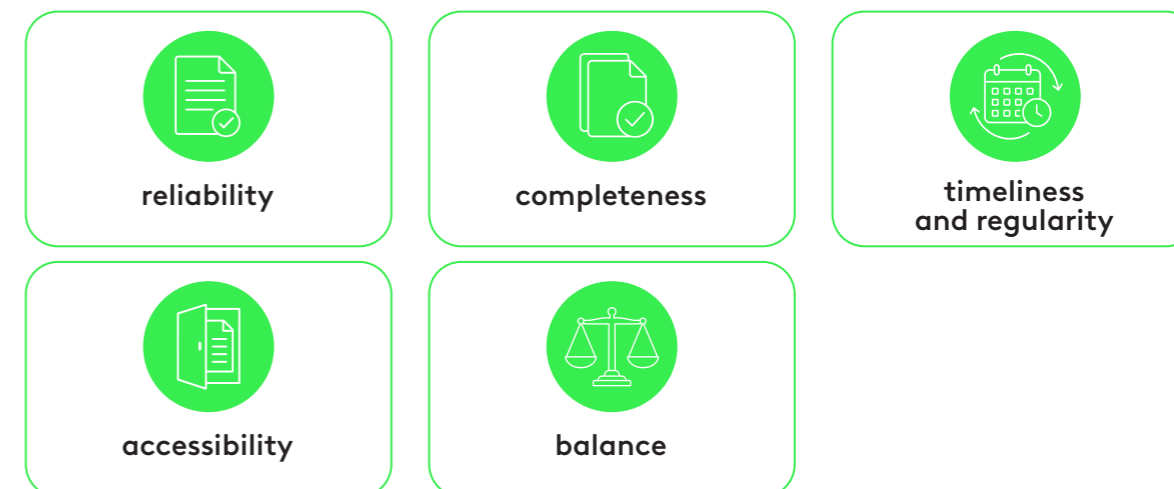 reliability
completeness
timeliness
and regularity
accessibility
balance